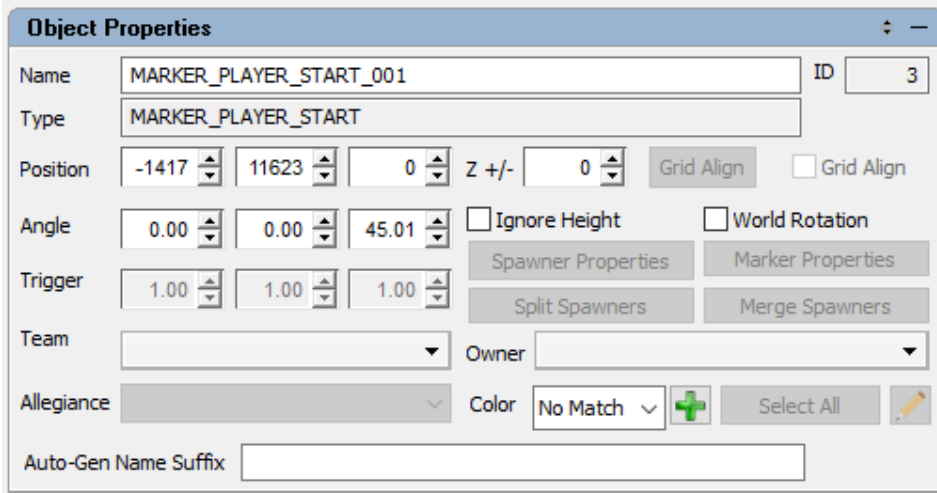 Object Properties
Name MARKER_PLAYER_START_001 ID 3
Type MARKER_PLAYER_START
Position -1417 11623 0 Z +/- 0 Grid Align Grid Align
Angle 0.00 0.00 45.01 Ignore Height World Rotation
Spawner Properties Marker Properties
Trigger 1.00 1.00 1.00
Split Spawners Merge Spawners
Team Owner
Allegiance Color No Match Select All
Auto-Gen Name Suffix